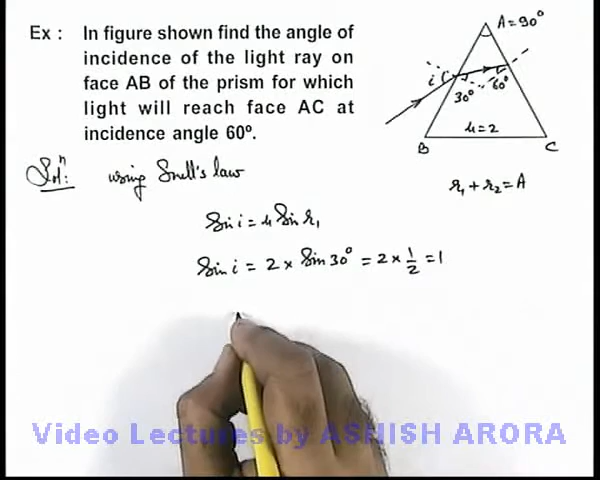 Ex : In figure shown find the angle of
incidence of the light ray on
face AB of the prism for which
light will reach face AC at
incidence angle 60º.
A=90°
i
30°
60°
μ=2
B
C
Solⁿ: using Snell's law
r₁ + r₂ = A
Sin i = μ Sin r₁
Sin i = 2 × Sin 30° = 2 × 1/2 = 1
Video Lectures by ASHISH ARORA